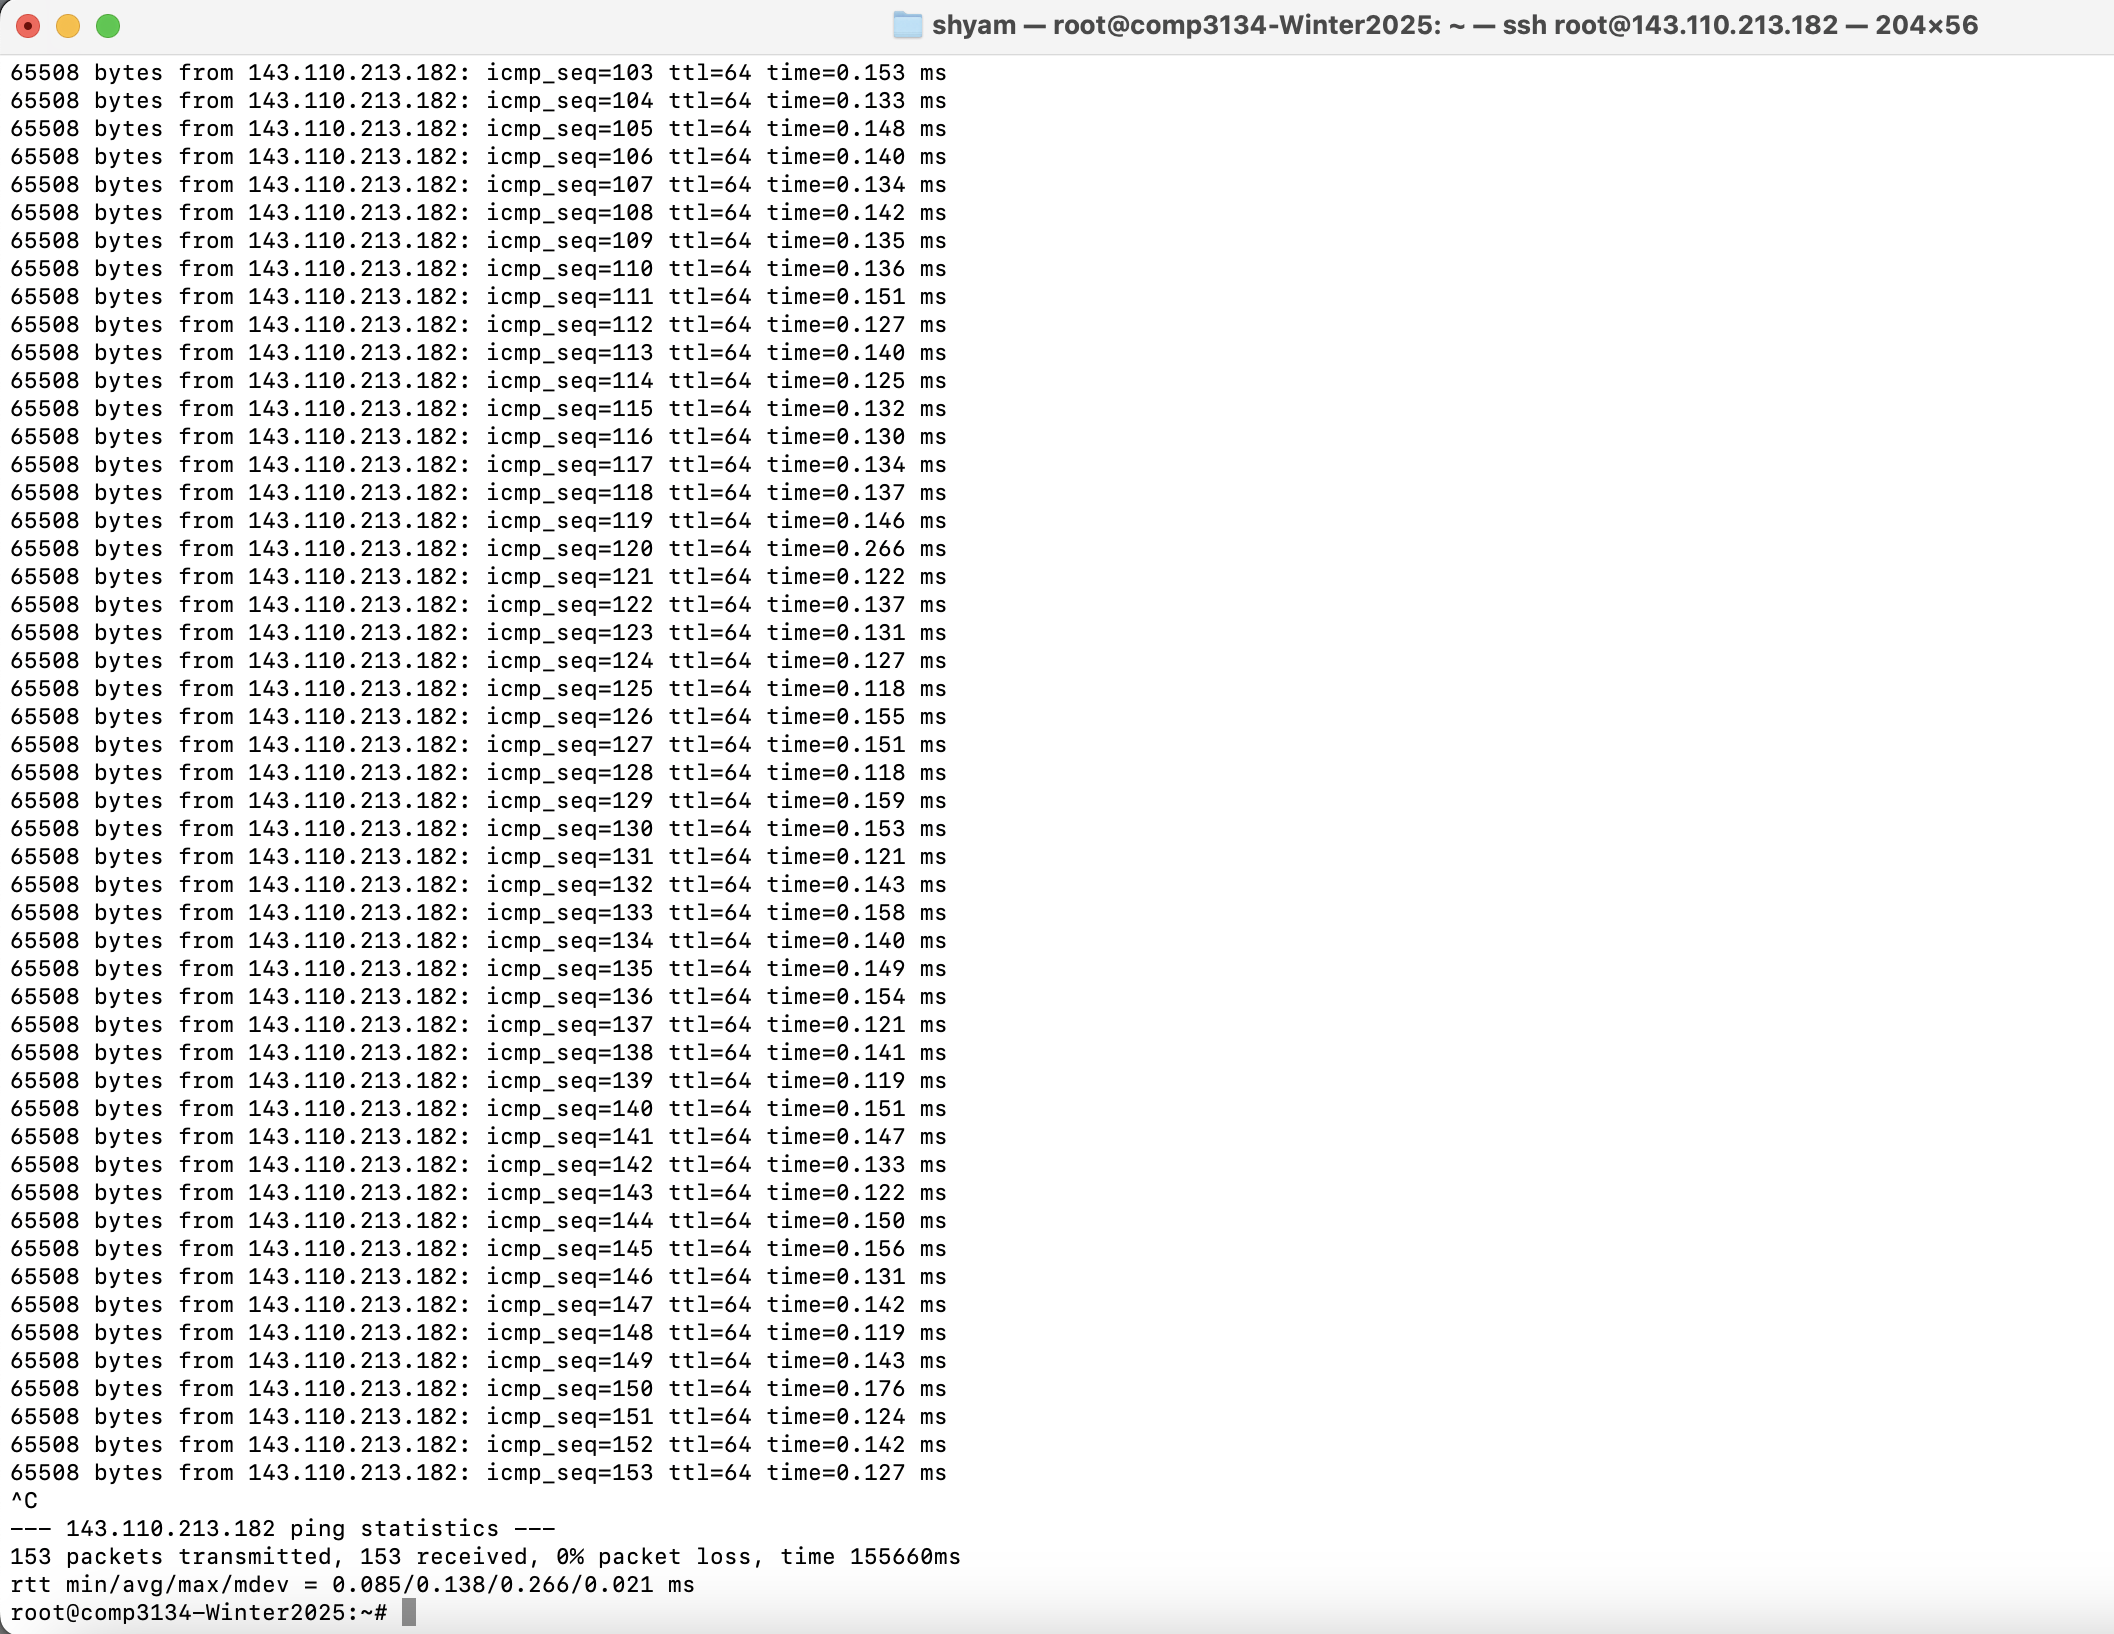 shyam — root@comp3134-Winter2025: ~ — ssh root@143.110.213.182 — 204×56
65508 bytes from 143.110.213.182: icmp_seq=103 ttl=64 time=0.153 ms
65508 bytes from 143.110.213.182: icmp_seq=104 ttl=64 time=0.133 ms
65508 bytes from 143.110.213.182: icmp_seq=105 ttl=64 time=0.148 ms
65508 bytes from 143.110.213.182: icmp_seq=106 ttl=64 time=0.140 ms
65508 bytes from 143.110.213.182: icmp_seq=107 ttl=64 time=0.134 ms
65508 bytes from 143.110.213.182: icmp_seq=108 ttl=64 time=0.142 ms
65508 bytes from 143.110.213.182: icmp_seq=109 ttl=64 time=0.135 ms
65508 bytes from 143.110.213.182: icmp_seq=110 ttl=64 time=0.136 ms
65508 bytes from 143.110.213.182: icmp_seq=111 ttl=64 time=0.151 ms
65508 bytes from 143.110.213.182: icmp_seq=112 ttl=64 time=0.127 ms
65508 bytes from 143.110.213.182: icmp_seq=113 ttl=64 time=0.140 ms
65508 bytes from 143.110.213.182: icmp_seq=114 ttl=64 time=0.125 ms
65508 bytes from 143.110.213.182: icmp_seq=115 ttl=64 time=0.132 ms
65508 bytes from 143.110.213.182: icmp_seq=116 ttl=64 time=0.130 ms
65508 bytes from 143.110.213.182: icmp_seq=117 ttl=64 time=0.134 ms
65508 bytes from 143.110.213.182: icmp_seq=118 ttl=64 time=0.137 ms
65508 bytes from 143.110.213.182: icmp_seq=119 ttl=64 time=0.146 ms
65508 bytes from 143.110.213.182: icmp_seq=120 ttl=64 time=0.266 ms
65508 bytes from 143.110.213.182: icmp_seq=121 ttl=64 time=0.122 ms
65508 bytes from 143.110.213.182: icmp_seq=122 ttl=64 time=0.137 ms
65508 bytes from 143.110.213.182: icmp_seq=123 ttl=64 time=0.131 ms
65508 bytes from 143.110.213.182: icmp_seq=124 ttl=64 time=0.127 ms
65508 bytes from 143.110.213.182: icmp_seq=125 ttl=64 time=0.118 ms
65508 bytes from 143.110.213.182: icmp_seq=126 ttl=64 time=0.155 ms
65508 bytes from 143.110.213.182: icmp_seq=127 ttl=64 time=0.151 ms
65508 bytes from 143.110.213.182: icmp_seq=128 ttl=64 time=0.118 ms
65508 bytes from 143.110.213.182: icmp_seq=129 ttl=64 time=0.159 ms
65508 bytes from 143.110.213.182: icmp_seq=130 ttl=64 time=0.153 ms
65508 bytes from 143.110.213.182: icmp_seq=131 ttl=64 time=0.121 ms
65508 bytes from 143.110.213.182: icmp_seq=132 ttl=64 time=0.143 ms
65508 bytes from 143.110.213.182: icmp_seq=133 ttl=64 time=0.158 ms
65508 bytes from 143.110.213.182: icmp_seq=134 ttl=64 time=0.140 ms
65508 bytes from 143.110.213.182: icmp_seq=135 ttl=64 time=0.149 ms
65508 bytes from 143.110.213.182: icmp_seq=136 ttl=64 time=0.154 ms
65508 bytes from 143.110.213.182: icmp_seq=137 ttl=64 time=0.121 ms
65508 bytes from 143.110.213.182: icmp_seq=138 ttl=64 time=0.141 ms
65508 bytes from 143.110.213.182: icmp_seq=139 ttl=64 time=0.119 ms
65508 bytes from 143.110.213.182: icmp_seq=140 ttl=64 time=0.151 ms
65508 bytes from 143.110.213.182: icmp_seq=141 ttl=64 time=0.147 ms
65508 bytes from 143.110.213.182: icmp_seq=142 ttl=64 time=0.133 ms
65508 bytes from 143.110.213.182: icmp_seq=143 ttl=64 time=0.122 ms
65508 bytes from 143.110.213.182: icmp_seq=144 ttl=64 time=0.150 ms
65508 bytes from 143.110.213.182: icmp_seq=145 ttl=64 time=0.156 ms
65508 bytes from 143.110.213.182: icmp_seq=146 ttl=64 time=0.131 ms
65508 bytes from 143.110.213.182: icmp_seq=147 ttl=64 time=0.142 ms
65508 bytes from 143.110.213.182: icmp_seq=148 ttl=64 time=0.119 ms
65508 bytes from 143.110.213.182: icmp_seq=149 ttl=64 time=0.143 ms
65508 bytes from 143.110.213.182: icmp_seq=150 ttl=64 time=0.176 ms
65508 bytes from 143.110.213.182: icmp_seq=151 ttl=64 time=0.124 ms
65508 bytes from 143.110.213.182: icmp_seq=152 ttl=64 time=0.142 ms
65508 bytes from 143.110.213.182: icmp_seq=153 ttl=64 time=0.127 ms
^C
--- 143.110.213.182 ping statistics ---
153 packets transmitted, 153 received, 0% packet loss, time 155660ms
rtt min/avg/max/mdev = 0.085/0.138/0.266/0.021 ms
root@comp3134-Winter2025:~#